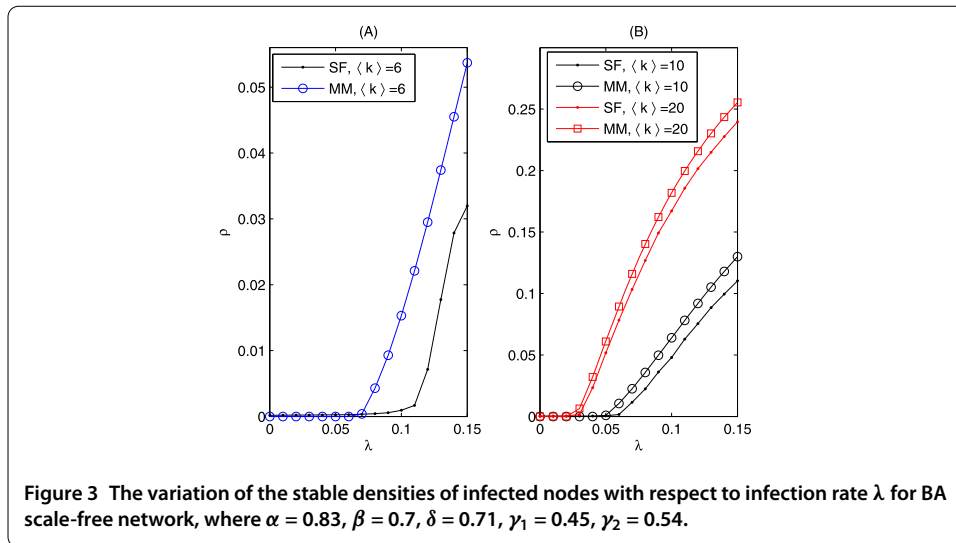 (A)
SF, ⟨ k ⟩=6
MM, ⟨ k ⟩=6
0.05
0.04
0.03
0.02
0.01
0
ρ
0
0.05
0.1
0.15
λ
(B)
SF, ⟨ k ⟩=10
MM, ⟨ k ⟩=10
SF, ⟨ k ⟩=20
MM, ⟨ k ⟩=20
0.25
0.2
0.15
0.1
0.05
0
ρ
0
0.05
0.1
0.15
λ
Figure 3 The variation of the stable densities of infected nodes with respect to infection rate λ for BA
scale-free network, where α = 0.83, β = 0.7, δ = 0.71, γ₁ = 0.45, γ₂ = 0.54.